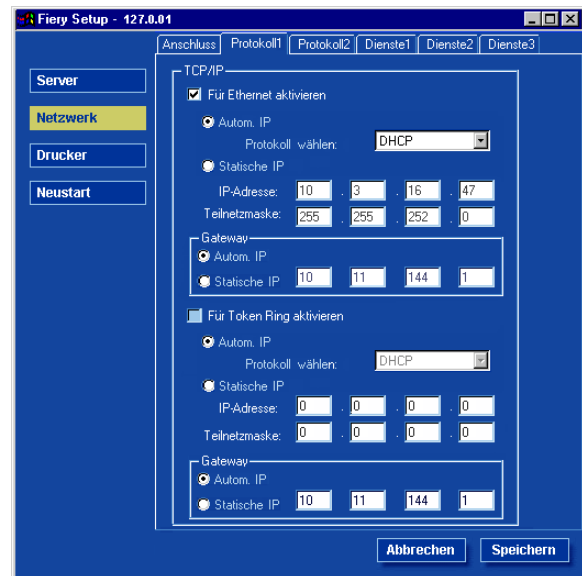 Fiery Setup - 127.0.01
Anschluss Protokoll1 Protokoll2 Dienste1 Dienste2 Dienste3
Server
Netzwerk
Drucker
Neustart
TCP/IP
Für Ethernet aktivieren
Autom. IP
Protokoll wählen: DHCP
Statische IP
IP-Adresse: 10 . 3 . 16 . 47
Teilnetzmaske: 255 . 255 . 252 . 0
Gateway
Autom. IP
Statische IP 10 11 144 1
Für Token Ring aktivieren
Autom. IP
Protokoll wählen: DHCP
Statische IP
IP-Adresse: 0 . 0 . 0 . 0
Teilnetzmaske: 0 . 0 . 0 . 0
Gateway
Autom. IP
Statische IP 10 11 144 1
Abbrechen Speichern